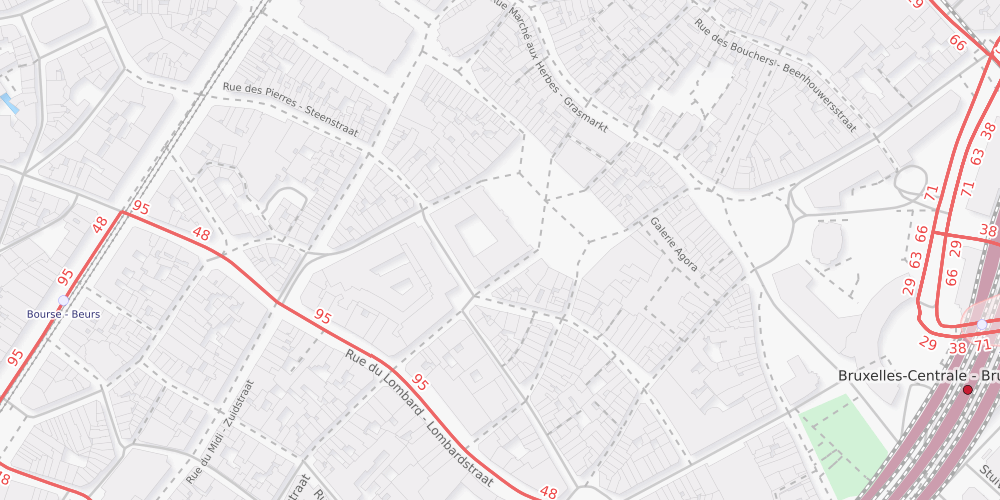 Rue Marché aux Herbes - Grasmarkt
Rue des Bouchers - Beenhouwersstraat
29
66
Rue des Pierres - Steenstraat
38
63
71
71
95
48
48
Galerie Agora
66
38
63
29
95
66
29
Bourse - Beurs
95
95
29
38
71
Rue du Lombard - Lombardstraat
95
Bruxelles-Centrale - Bru
Rue du Midi - Zuidstraat
48